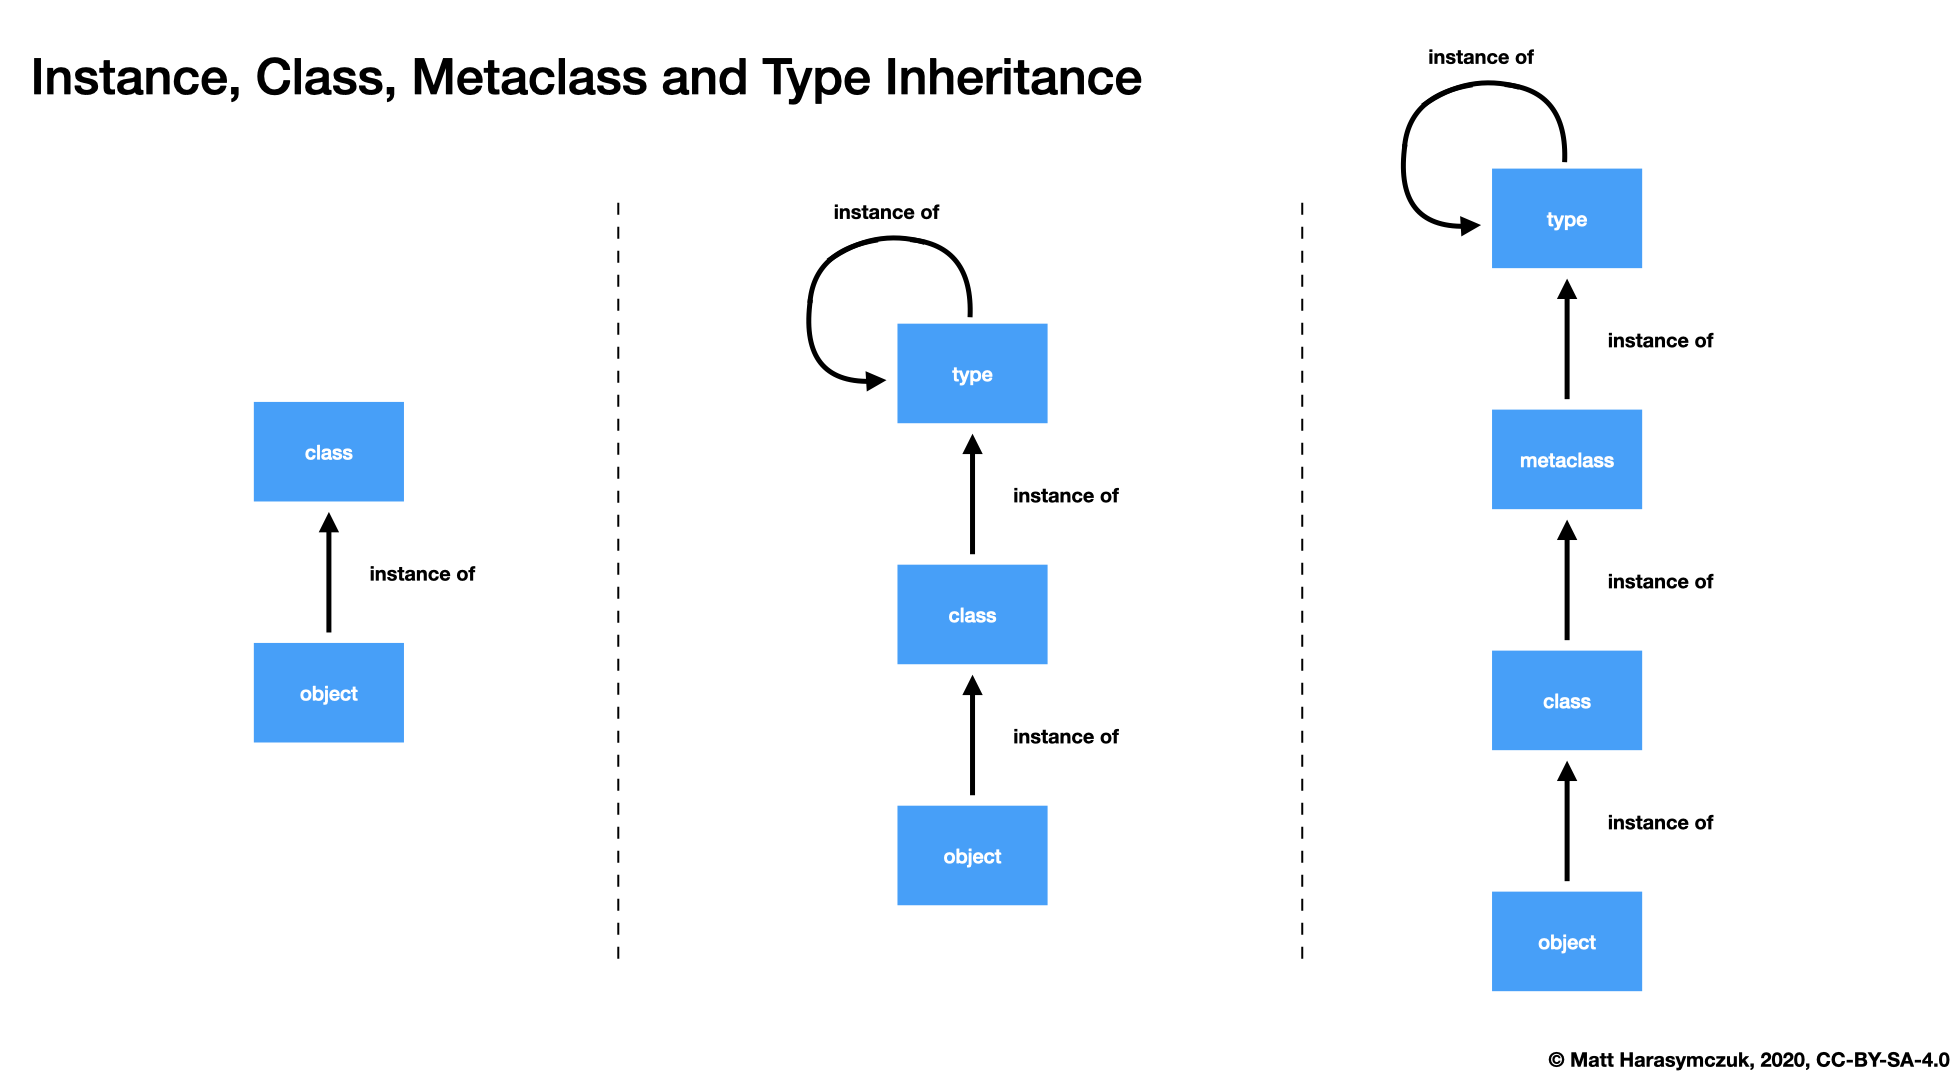 Instance, Class, Metaclass and Type Inheritance
class
instance of
object
instance of
type
instance of
class
instance of
object
instance of
type
instance of
metaclass
instance of
class
instance of
object
© Matt Harasymczuk, 2020, CC-BY-SA-4.0